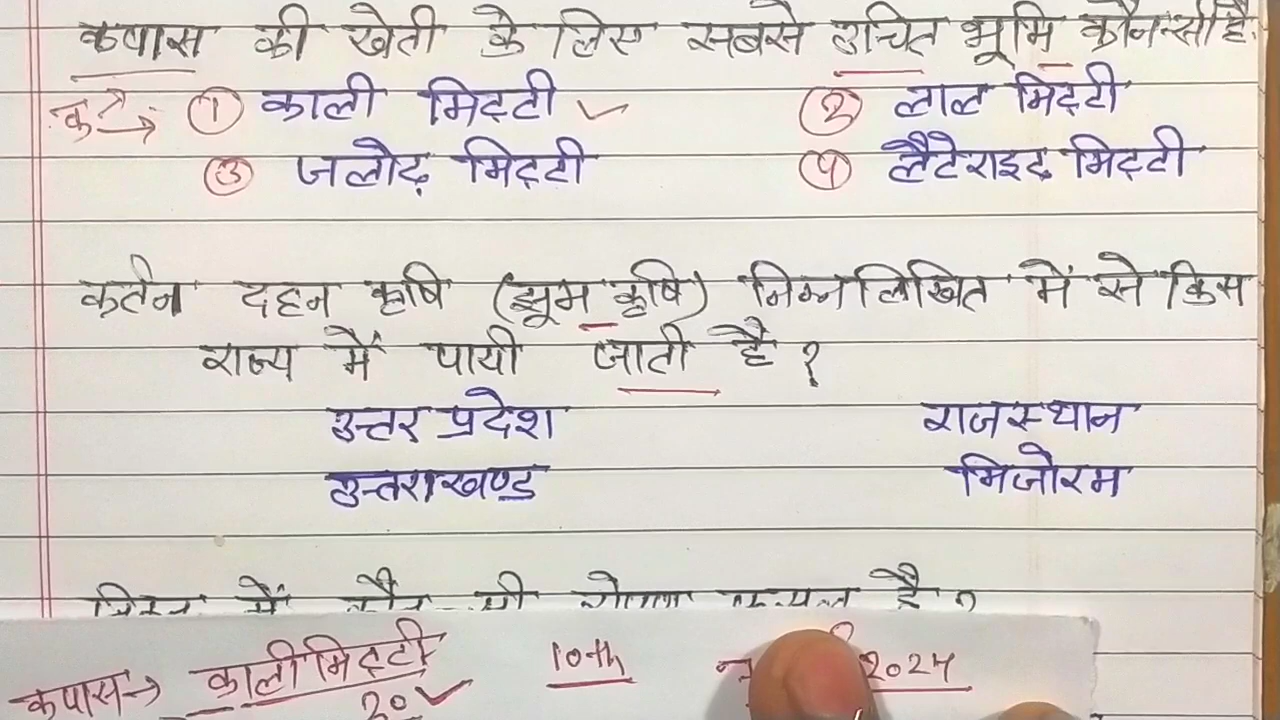 कपास की खेती के लिए सबसे उचित भूमि कौन सी है.
क → ① काली मिट्टी ✓ ② लाल मिट्टी
③ जलोढ़ मिट्टी ④ लैटेराइट मिट्टी
कर्तन दहन कृषि (झूम कृषि) निम्नलिखित में से किस
राज्य में पायी जाती है?
उत्तर प्रदेश राजस्थान
उत्तराखण्ड मिजोरम
में है?
कपास → काली मिट्टी 10th 2024
20 ✓